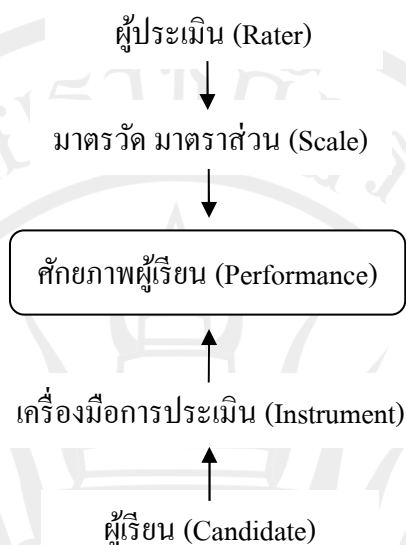 ผู้ประเมิน (Rater)
มาตรวัด มาตราส่วน (Scale)
ศักยภาพผู้เรียน (Performance)
เครื่องมือการประเมิน (Instrument)
ผู้เรียน (Candidate)